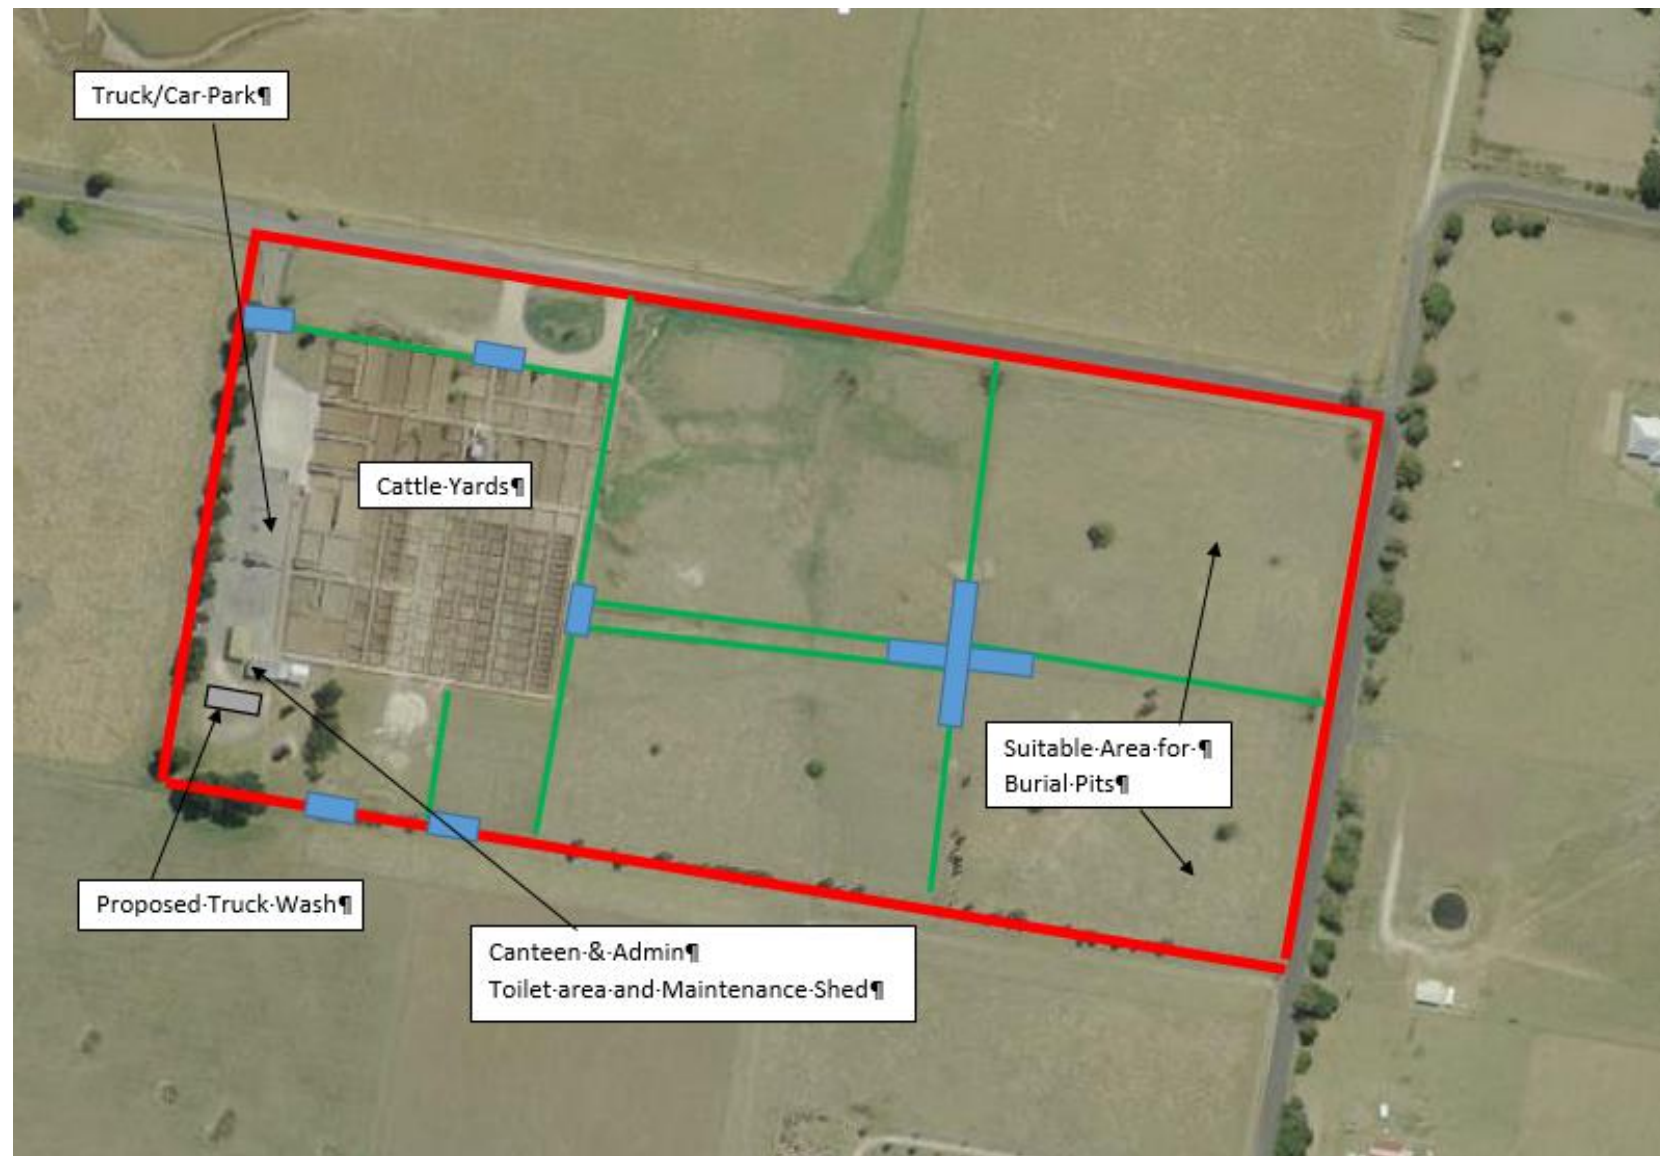 Truck/Car·Park¶
Cattle·Yards¶
Suitable·Area·for·¶
Burial·Pits¶
Proposed·Truck·Wash¶
Canteen·&·Admin¶
Toilet·area·and·Maintenance·Shed¶